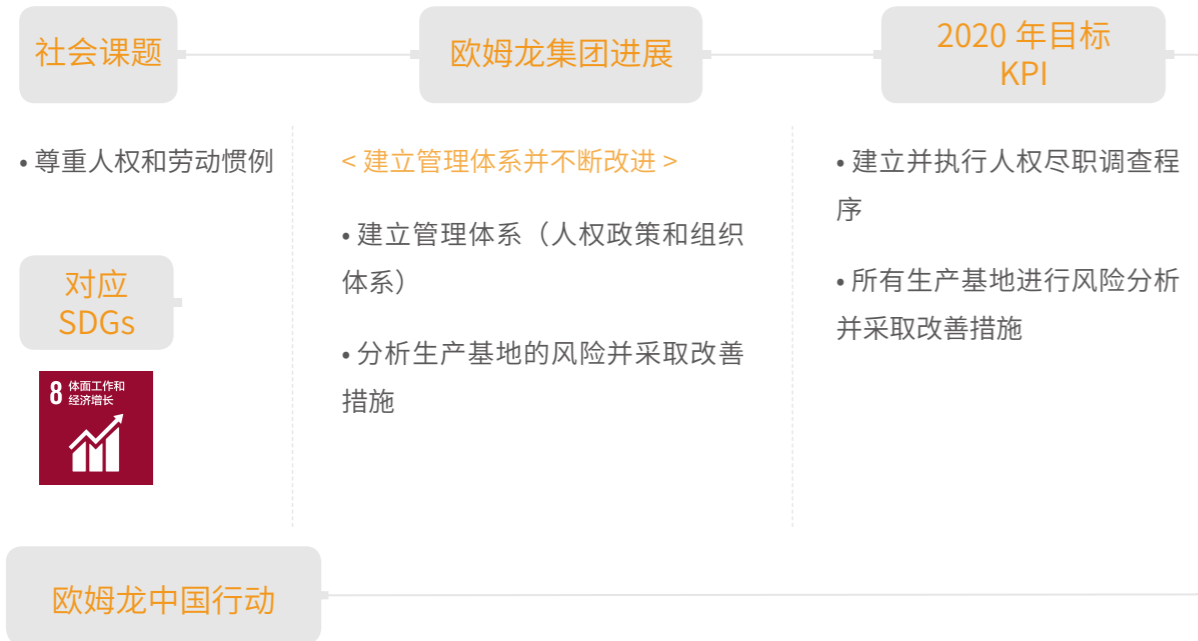 社会课题
欧姆龙集团进展
2020 年目标
KPI
• 尊重人权和劳动惯例
对应
SDGs
8 体面工作和
经济增长
< 建立管理体系并不断改进 >
• 建立管理体系（人权政策和组织
体系）
• 分析生产基地的风险并采取改善
措施
• 建立并执行人权尽职调查程
序
• 所有生产基地进行风险分析
并采取改善措施
欧姆龙中国行动